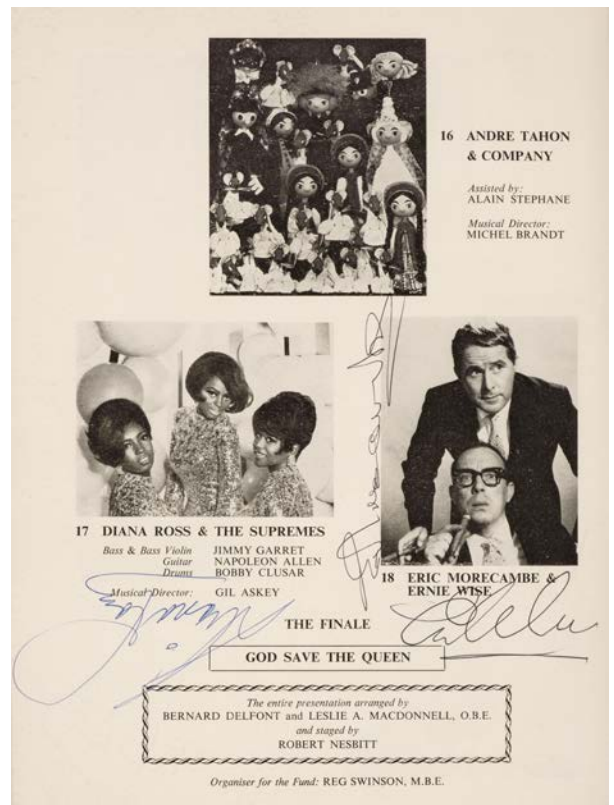 16 ANDRE TAHON
& COMPANY
Assisted by:
ALAIN STEPHANE
Musical Director:
MICHEL BRANDT
17 DIANA ROSS & THE SUPREMES
Bass & Bass Violin JIMMY GARRET
Guitar NAPOLEON ALLEN
Drums BOBBY CLUSAR
Musical Director: GIL ASKEY
18 ERIC MORECAMBE &
ERNIE WISE
THE FINALE
GOD SAVE THE QUEEN
The entire presentation arranged by
BERNARD DELFONT and LESLIE A. MACDONNELL, O.B.E.
and staged by
ROBERT NESBITT
Organiser for the Fund: REG SWINSON, M.B.E.